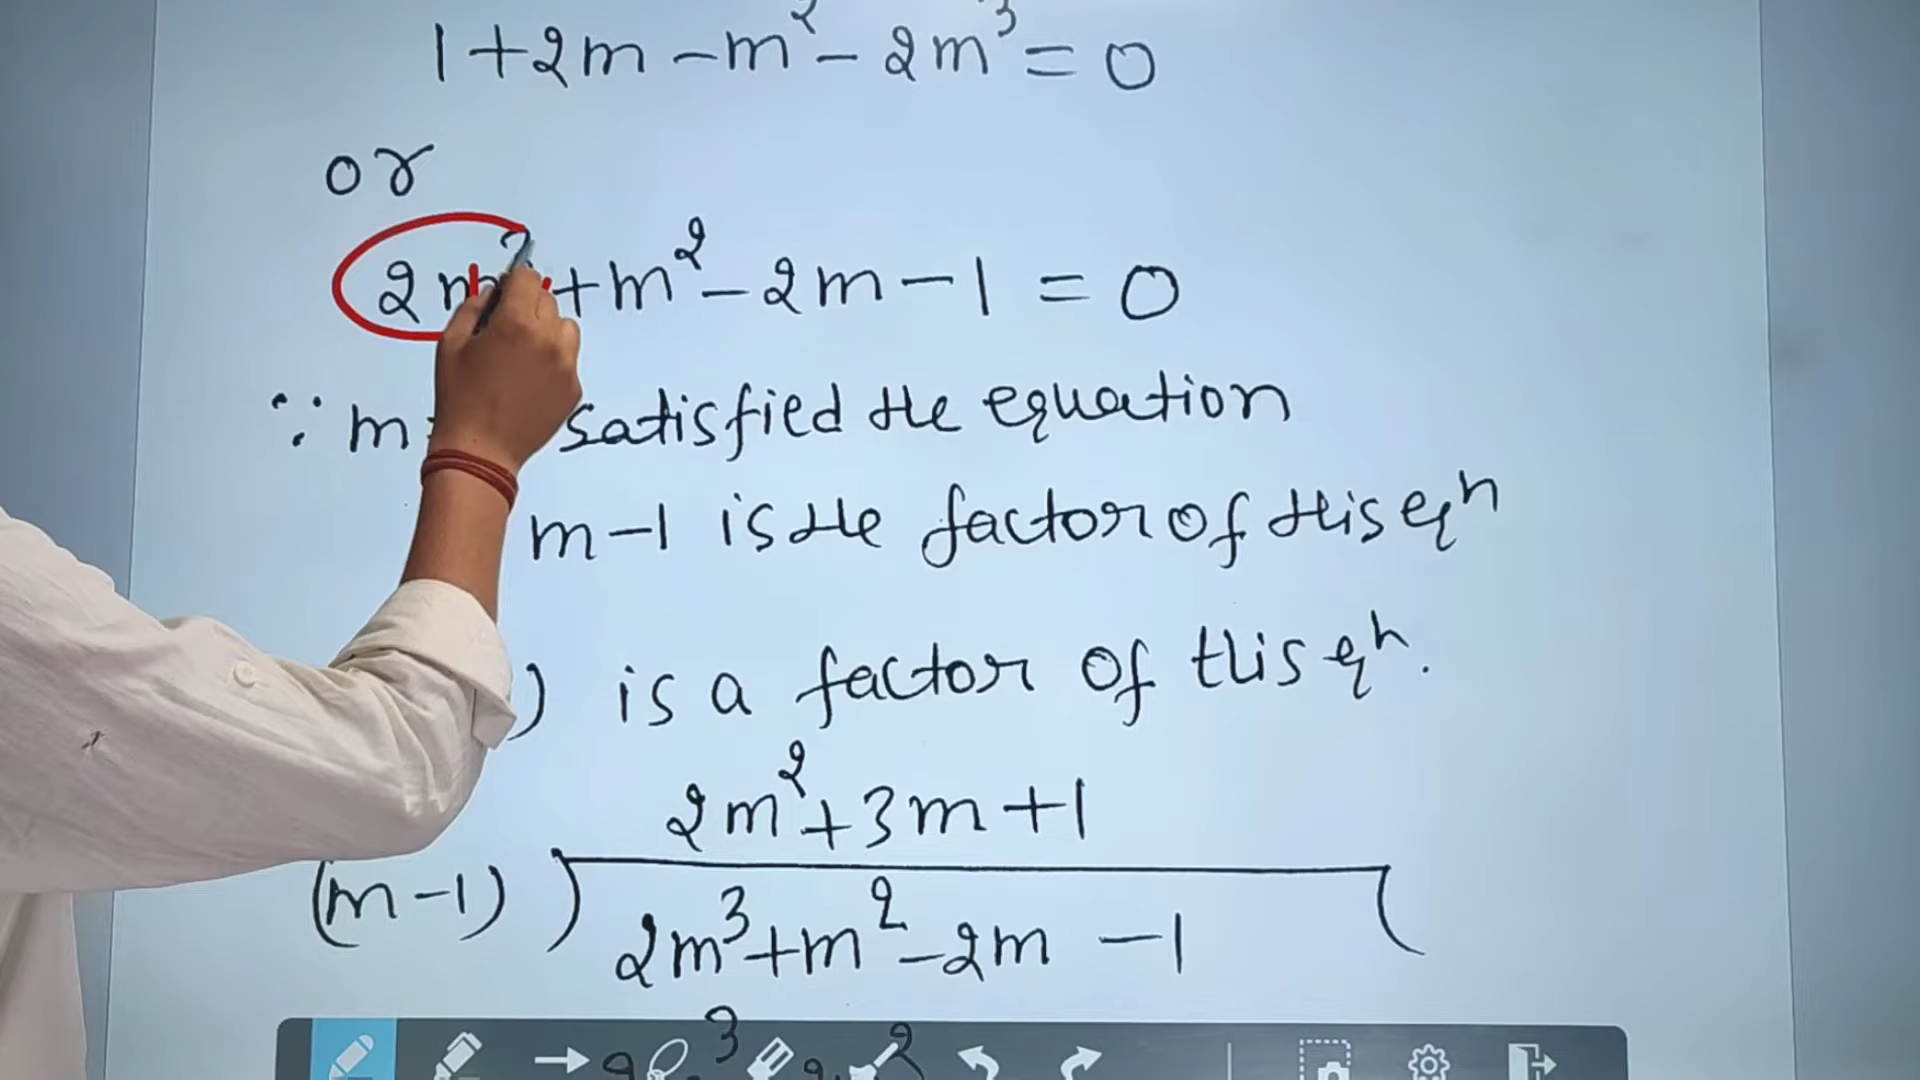 1+2m-m²-2m³=0
or
2m +m²-2m-1=0
∵ m= satisfied the equation
m-1 is the factor of this eqⁿ
) is a factor of this eqⁿ.
2m²+3m+1
(m-1) ) 2m³+m²-2m -1 (